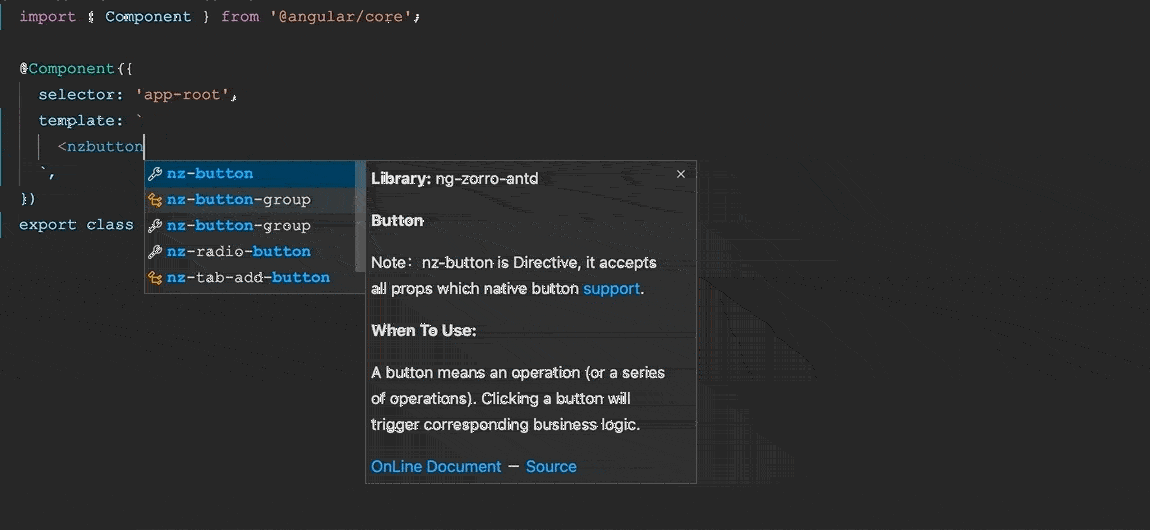 import { Component } from '@angular/core';
@Component({
selector: 'app-root',
template: `
<nzbutton
`,
})
export class
nz-button
nz-button-group
nz-button-group
nz-radio-button
nz-tab-add-button
Library: ng-zorro-antd
Button
Note： nz-button is Directive, it accepts
all props which native button support.
When To Use:
A button means an operation (or a series
of operations). Clicking a button will
trigger corresponding business logic.
OnLine Document — Source